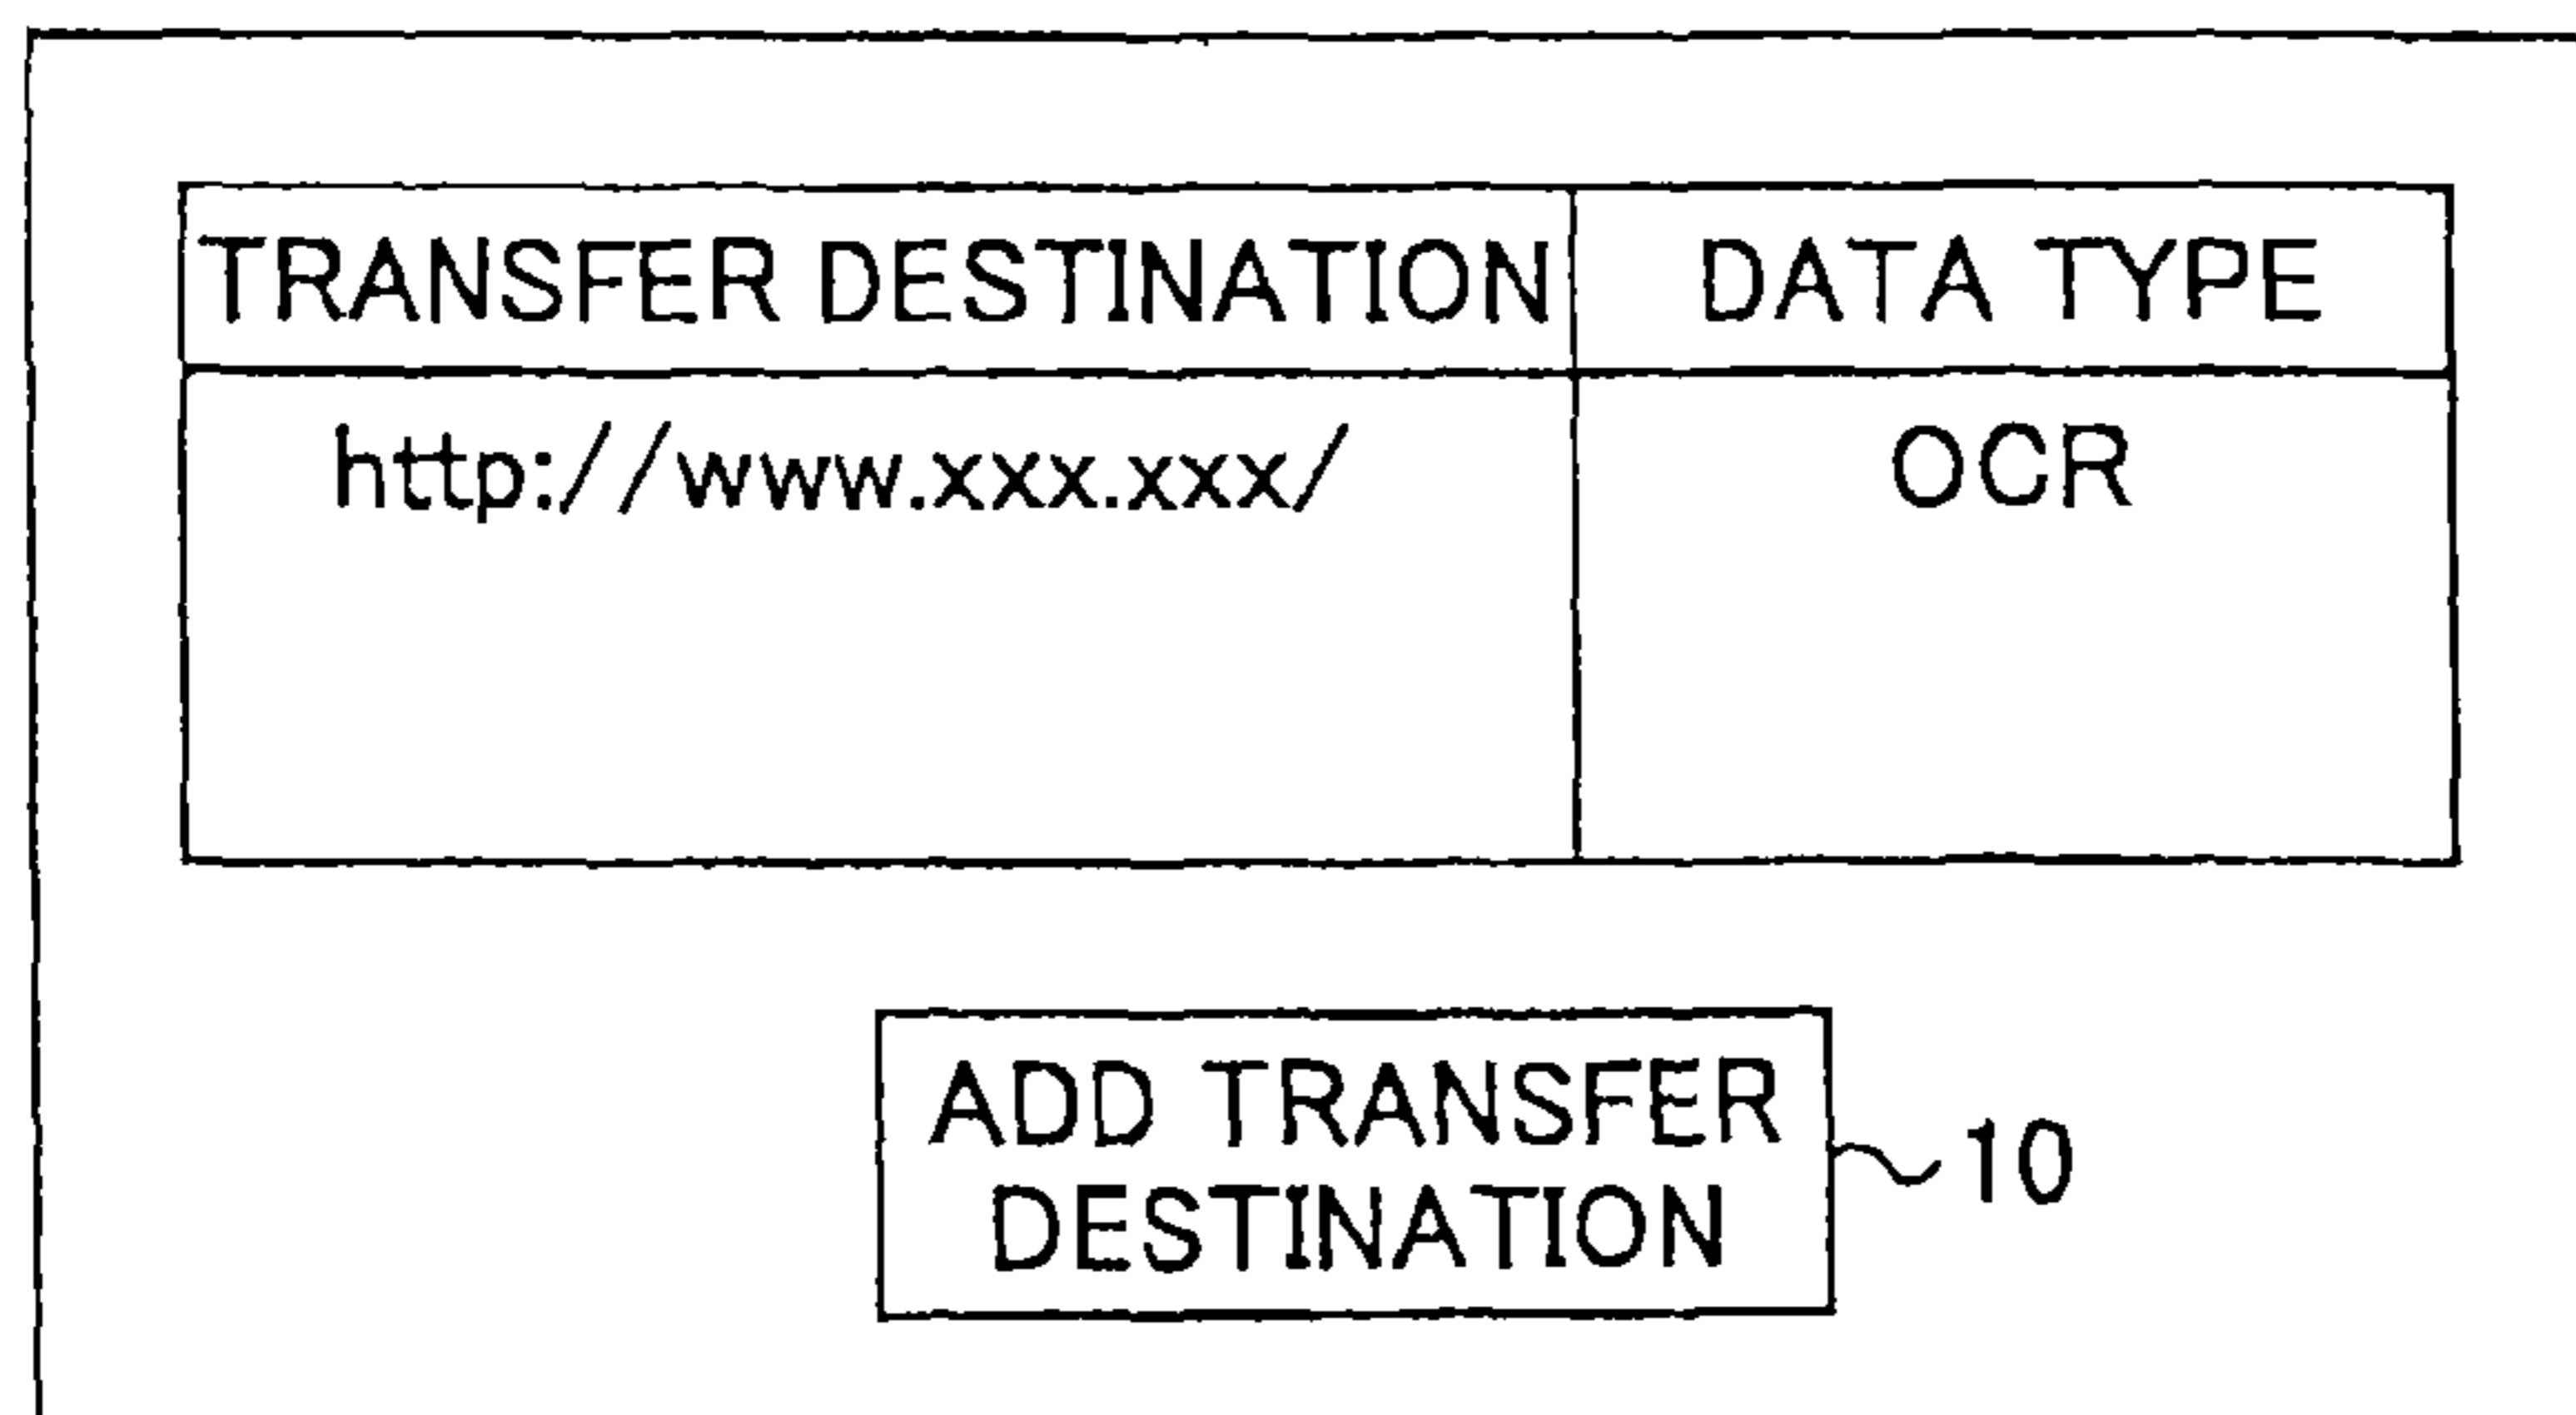 TRANSFER DESTINATION DATA TYPE
http://www.xxx.xxx/ OCR
ADD TRANSFER
DESTINATION
10